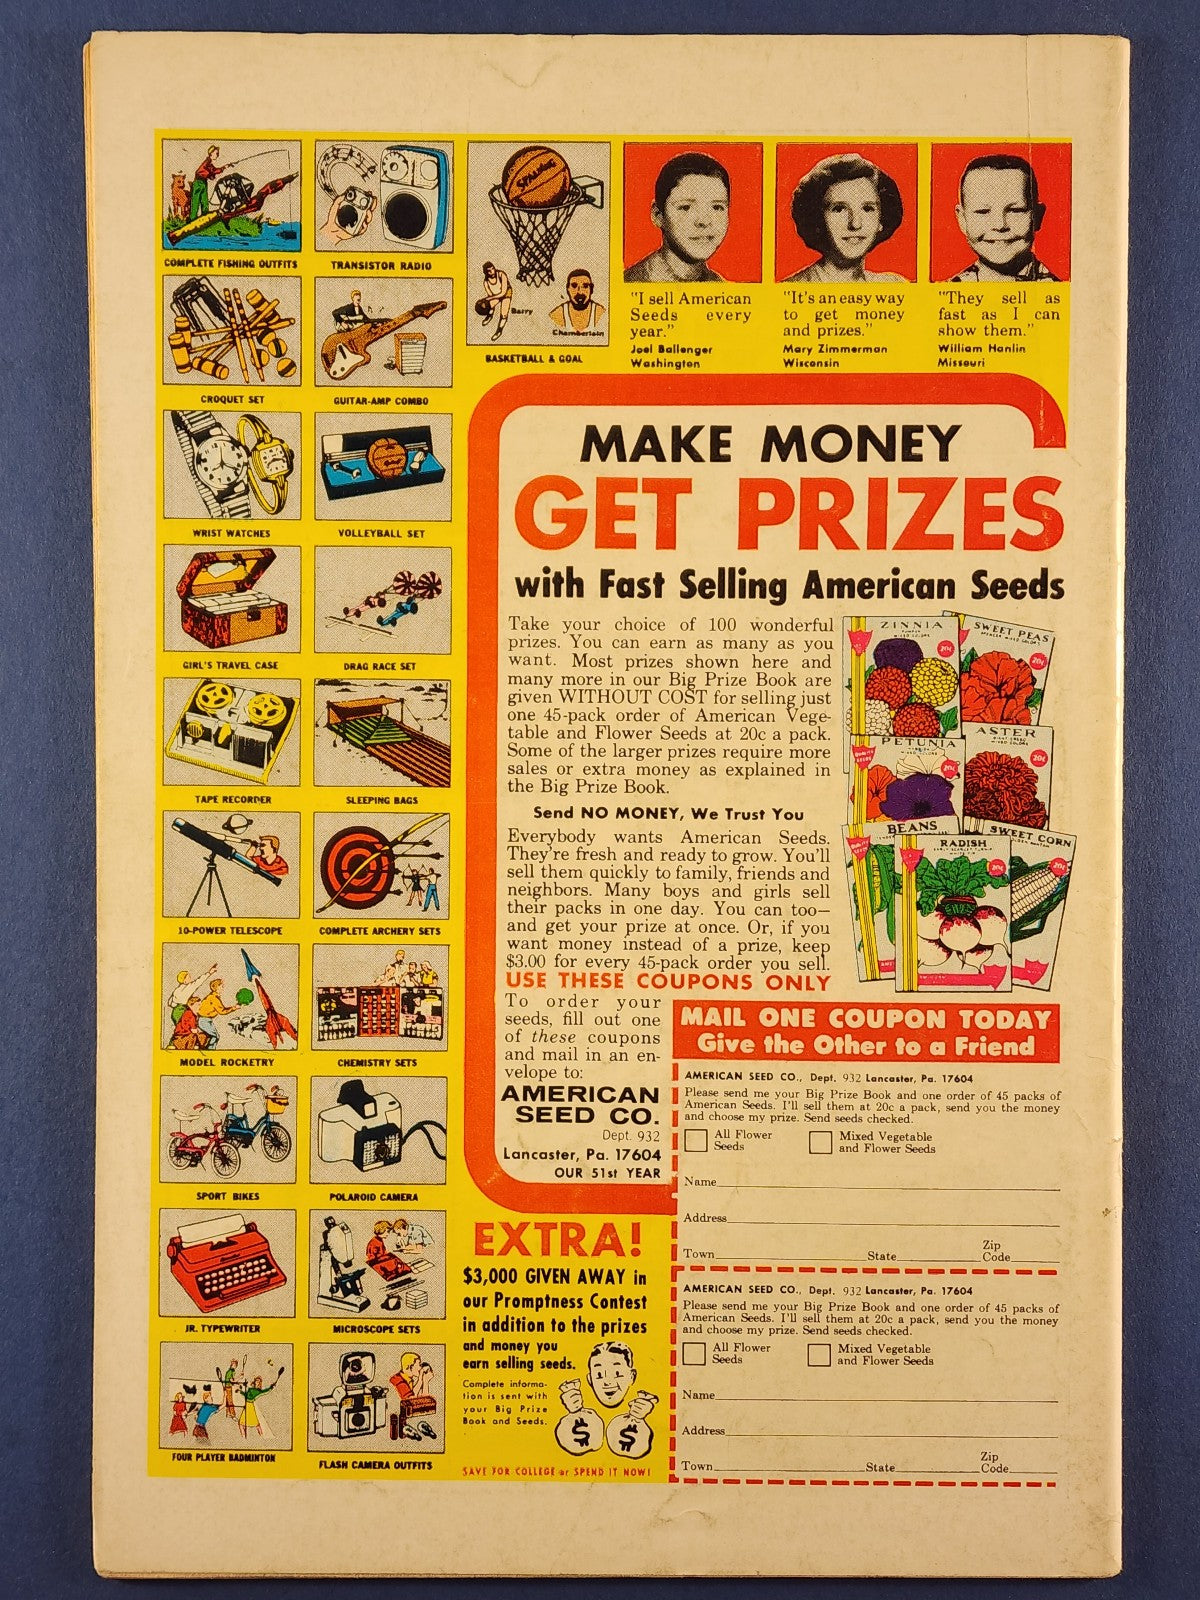 COMPLETE FISHING OUTFITS
TRANSISTOR RADIO
SPALDING
Barry
Chamberlain
BASKETBALL & GOAL
CROQUET SET
GUITAR-AMP COMBO
WRIST WATCHES
VOLLEYBALL SET
GIRL'S TRAVEL CASE
DRAG RACE SET
TAPE RECORDER
SLEEPING BAGS
10-POWER TELESCOPE
COMPLETE ARCHERY SETS
MODEL ROCKETRY
CHEMISTRY SETS
SPORT BIKES
POLAROID CAMERA
JR. TYPEWRITER
MICROSCOPE SETS
FOUR PLAYER BADMINTON
FLASH CAMERA OUTFITS
"I sell American
Seeds every
year."
Joel Ballenger
Washington
"It's an easy way
to get money
and prizes."
Mary Zimmerman
Wisconsin
"They sell as
fast as I can
show them."
William Hanlin
Missouri
MAKE MONEY
GET PRIZES
with Fast Selling American Seeds
Take your choice of 100 wonderful
prizes. You can earn as many as you
want. Most prizes shown here and
many more in our Big Prize Book are
given WITHOUT COST for selling just
one 45-pack order of American Vege-
table and Flower Seeds at 20c a pack.
Some of the larger prizes require more
sales or extra money as explained in
the Big Prize Book.
Send NO MONEY, We Trust You
Everybody wants American Seeds.
They're fresh and ready to grow. You'll
sell them quickly to family, friends and
neighbors. Many boys and girls sell
their packs in one day. You can too—
and get your prize at once. Or, if you
want money instead of a prize, keep
$3.00 for every 45-pack order you sell.
USE THESE COUPONS ONLY
To order your
seeds, fill out one
of these coupons
and mail in an en-
velope to:
AMERICAN
SEED CO.
Dept. 932
Lancaster, Pa. 17604
OUR 51st YEAR
ZINNIA
MIXED COLORS
20c
SWEET PEAS
MIXED COLORS
20c
PETUNIA
MIXED COLORS
20c
ASTER
MIXED COLORS
20c
BEANS
RADISH
20c
SWEET CORN
20c
MAIL ONE COUPON TODAY
Give the Other to a Friend
AMERICAN SEED CO., Dept. 932 Lancaster, Pa. 17604
Please send me your Big Prize Book and one order of 45 packs of
American Seeds. I'll sell them at 20c a pack, send you the money
and choose my prize. Send seeds checked.
All Flower
Seeds
Mixed Vegetable
and Flower Seeds
Name
Address
Town State Zip Code
AMERICAN SEED CO., Dept. 932 Lancaster, Pa. 17604
Please send me your Big Prize Book and one order of 45 packs of
American Seeds. I'll sell them at 20c a pack, send you the money
and choose my prize. Send seeds checked.
All Flower
Seeds
Mixed Vegetable
and Flower Seeds
Name
Address
Town State Zip Code
EXTRA!
$3,000 GIVEN AWAY in
our Promptness Contest
in addition to the prizes
and money you
earn selling seeds.
Complete informa-
tion is sent with
your Big Prize
Book and Seeds.
$ $
SAVE FOR COLLEGE or SPEND IT NOW!